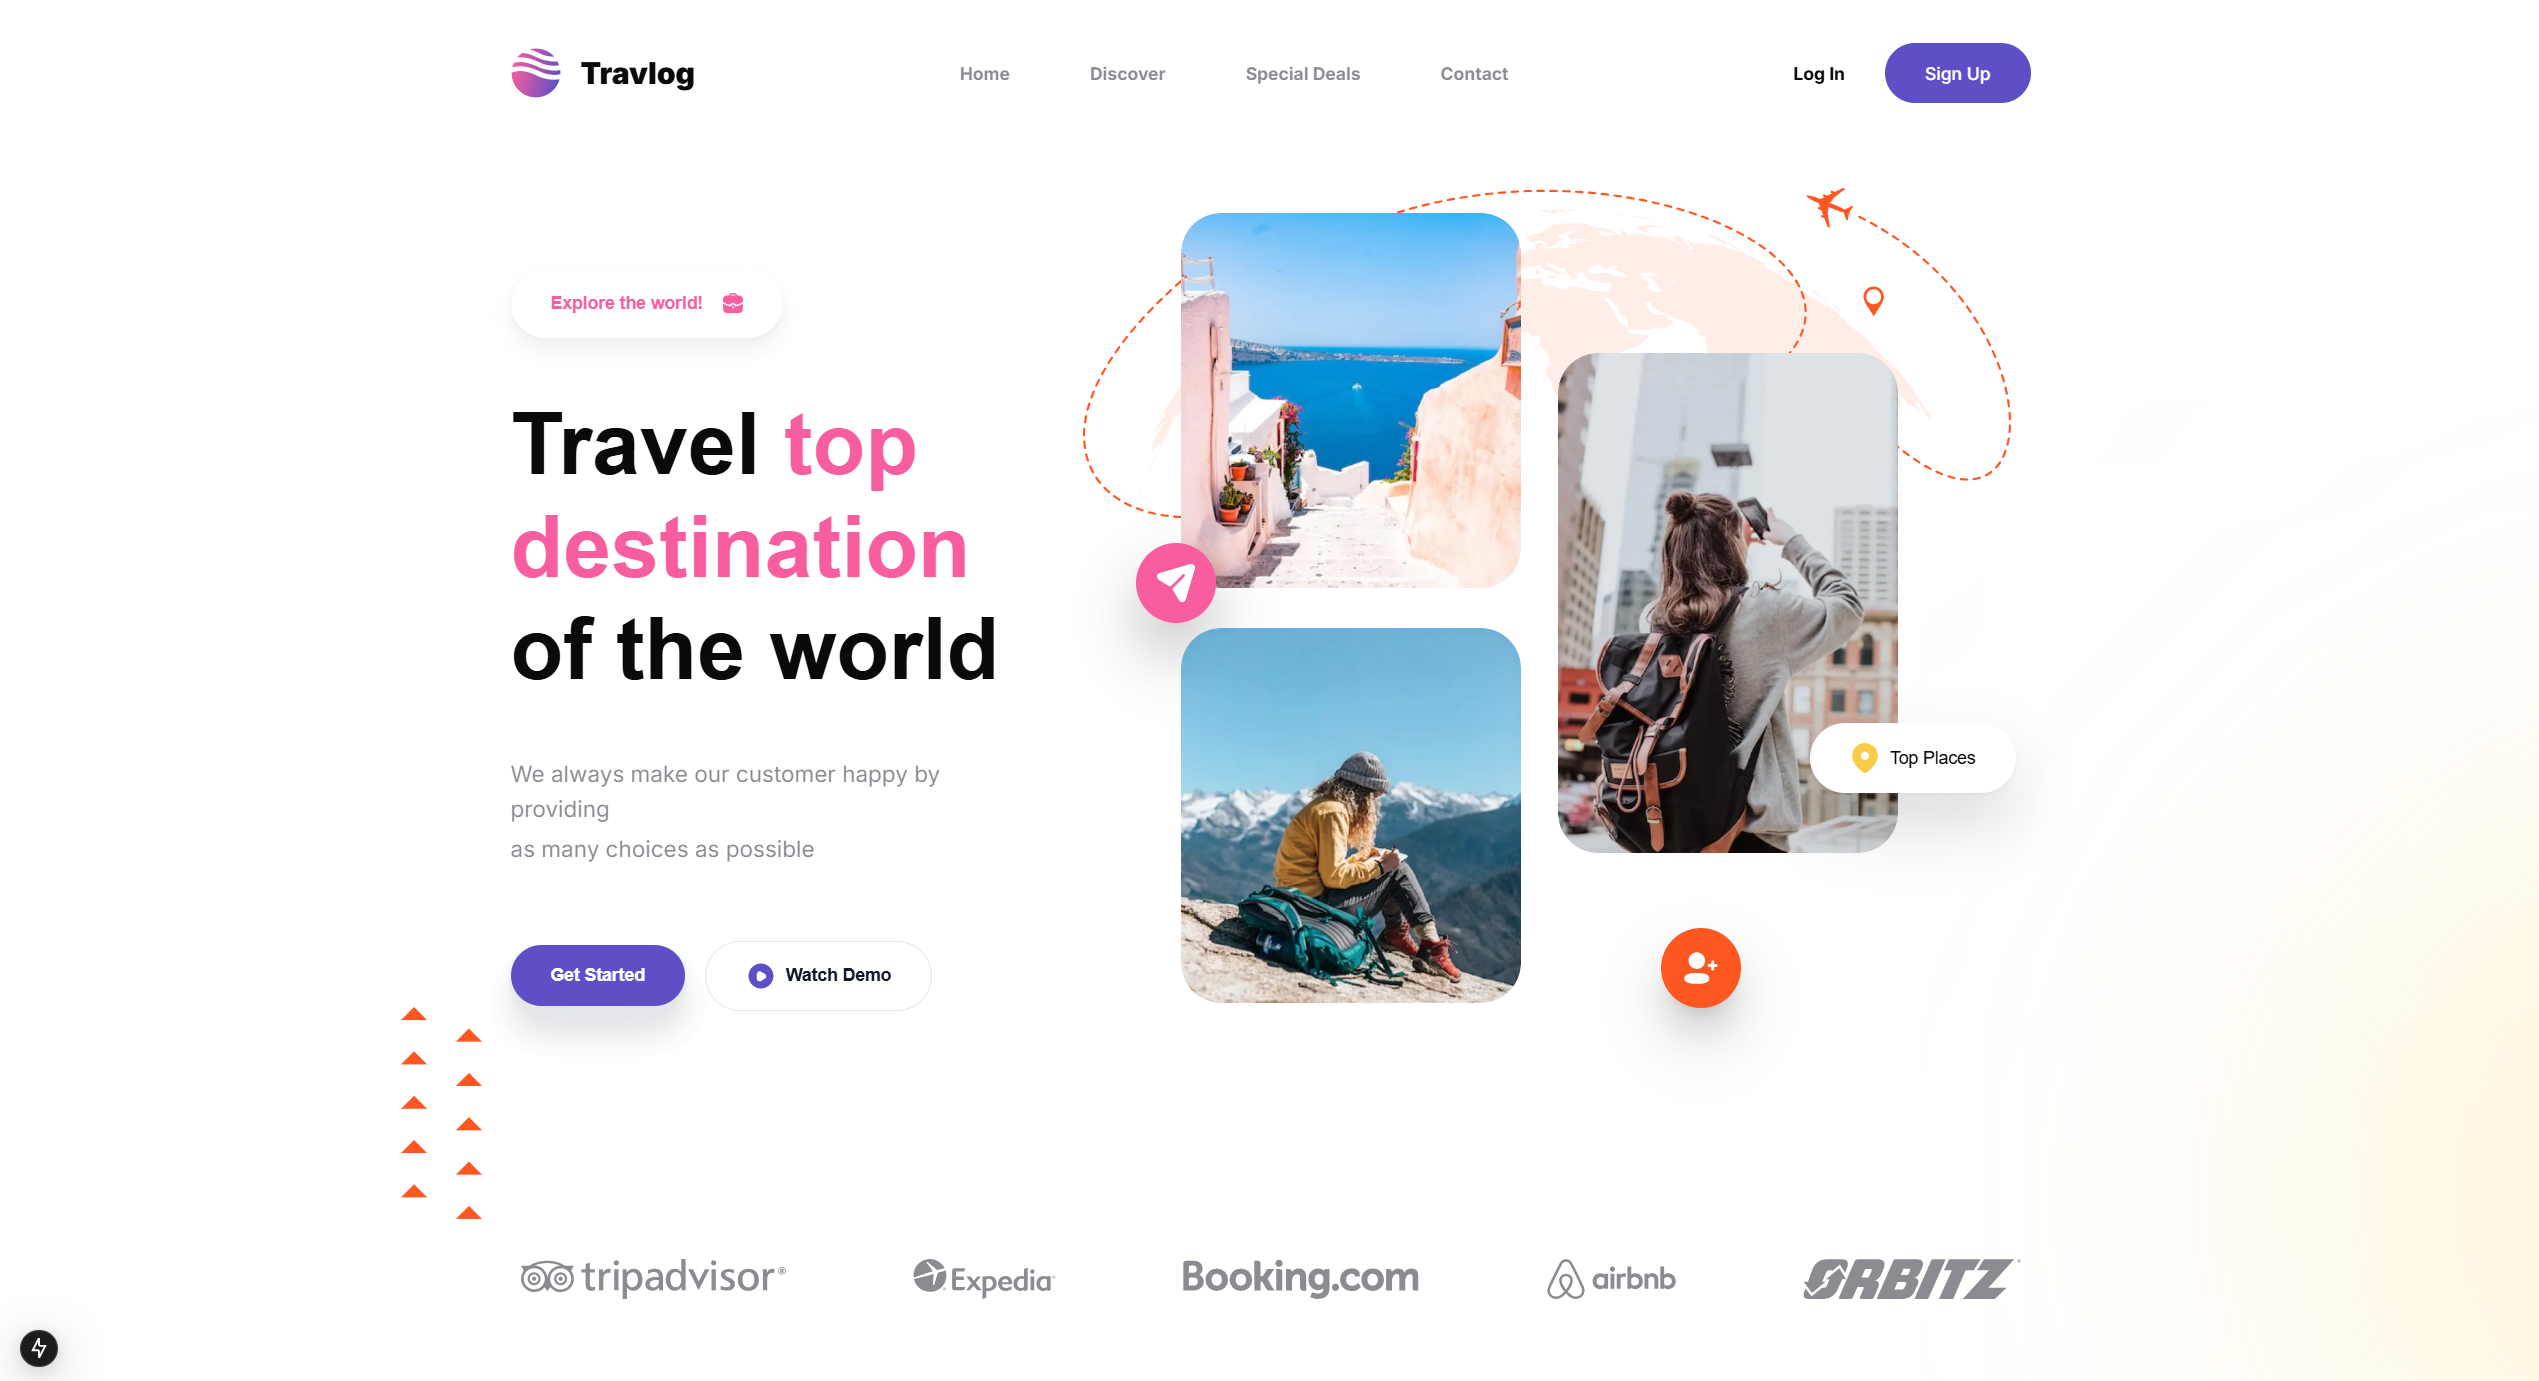 Travlog
Home
Discover
Special Deals
Contact
Log In
Sign Up
Explore the world!
Travel top
destination
of the world
We always make our customer happy by
providing
as many choices as possible
Get Started
Watch Demo
Top Places
tripadvisor®
Expedia
Booking.com
airbnb
ORBITZ